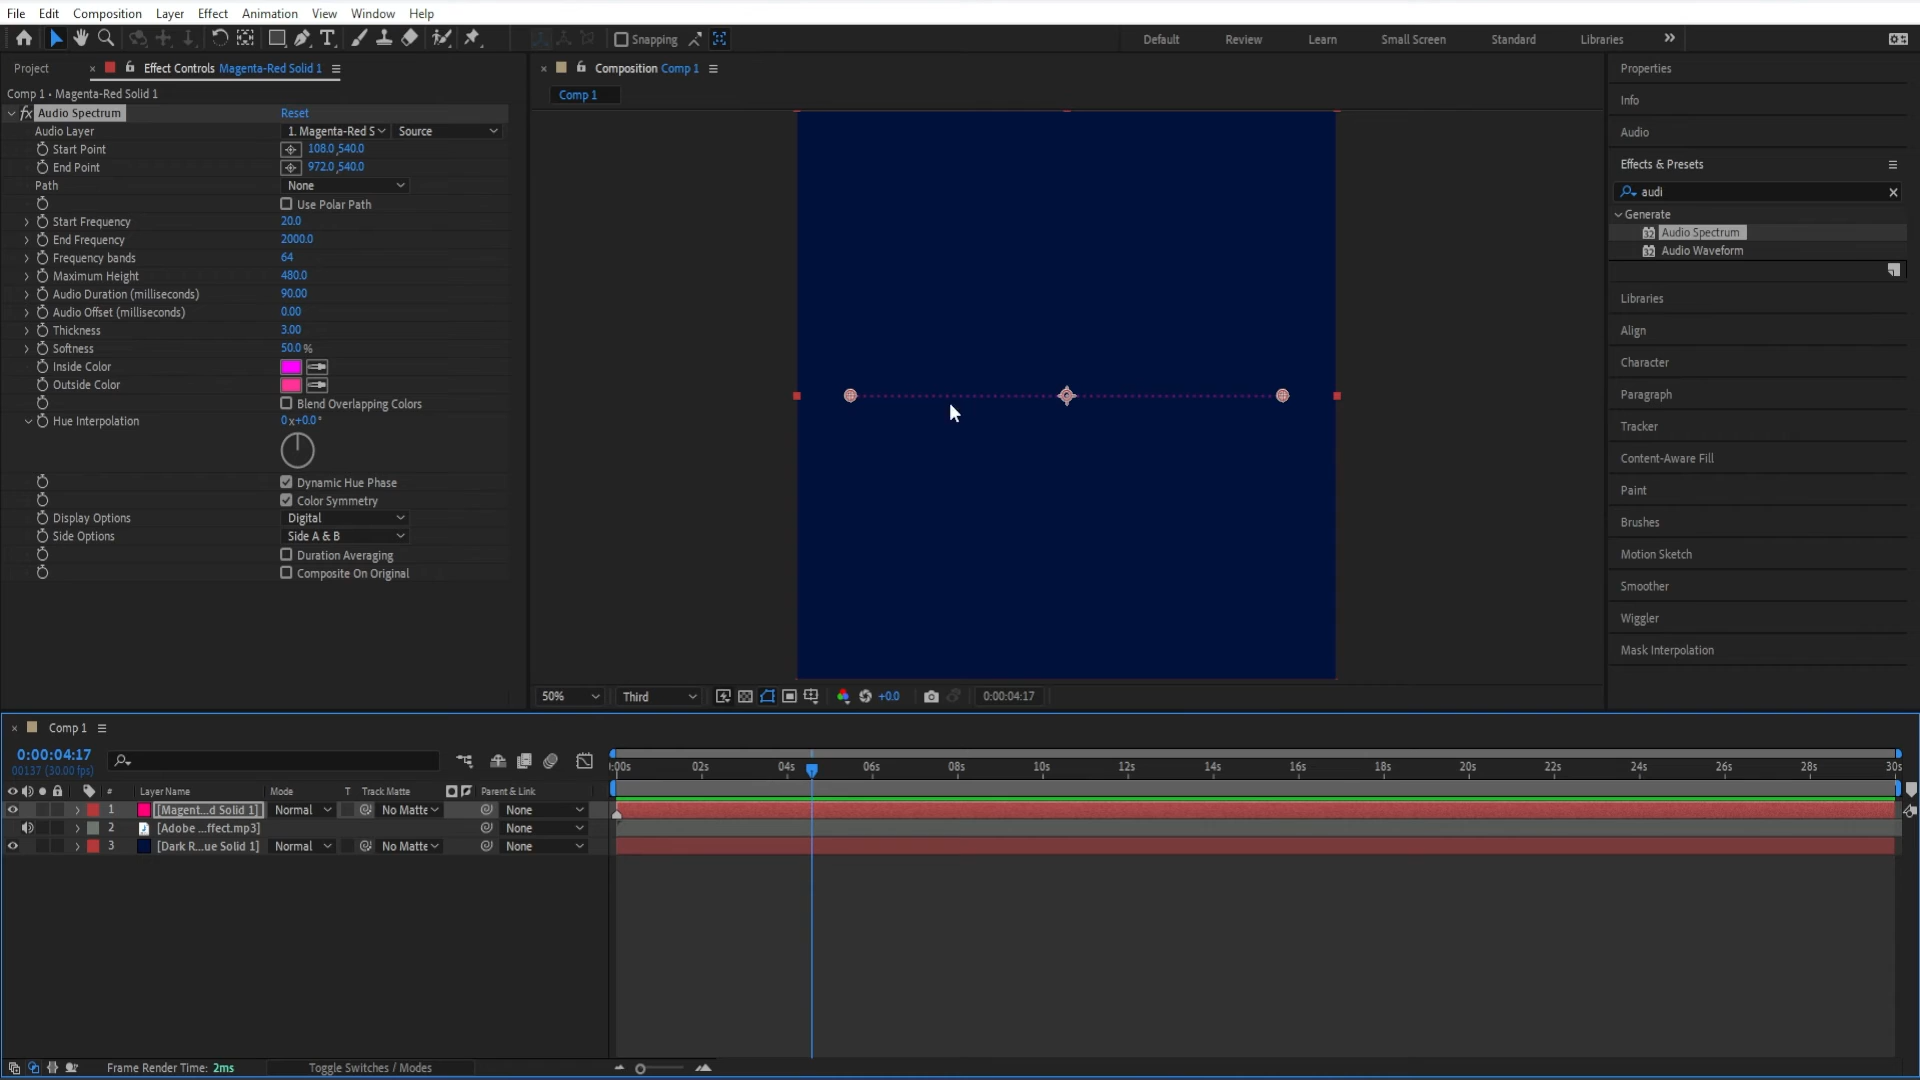 File Edit Composition Layer Effect Animation View Window Help
Snapping Default Review Learn Small Screen Standard Libraries
Project Effect Controls Magenta-Red Solid 1
Comp 1 • Magenta-Red Solid 1
fx Audio Spectrum Reset
Audio Layer 1. Magenta-Red S Source
Start Point 108.0,540.0
End Point 972.0,540.0
Path None
Use Polar Path
Start Frequency 20.0
End Frequency 2000.0
Frequency bands 64
Maximum Height 480.0
Audio Duration (milliseconds) 90.00
Audio Offset (milliseconds) 0.00
Thickness 3.00
Softness 50.0 %
Inside Color
Outside Color
Blend Overlapping Colors
Hue Interpolation 0x+0.0°
Dynamic Hue Phase
Color Symmetry
Display Options Digital
Side Options Side A & B
Duration Averaging
Composite On Original
Composition Comp 1
Comp 1
50% Third +0.0 0:00:04:17
Properties
Info
Audio
Effects & Presets
audi
Generate
32 Audio Spectrum
32 Audio Waveform
Libraries
Align
Character
Paragraph
Tracker
Content-Aware Fill
Paint
Brushes
Motion Sketch
Smoother
Wiggler
Mask Interpolation
Comp 1
0:00:04:17
00137 (30.00 fps)
:00s 02s 04s 06s 08s 10s 12s 14s 16s 18s 20s 22s 24s 26s 28s 30s
# Layer Name Mode T Track Matte Parent & Link
1 [Magent...d Solid 1] Normal No Matte None
2 [Adobe ...ffect.mp3] None
3 [Dark R...ue Solid 1] Normal No Matte None
Frame Render Time: 2ms Toggle Switches / Modes